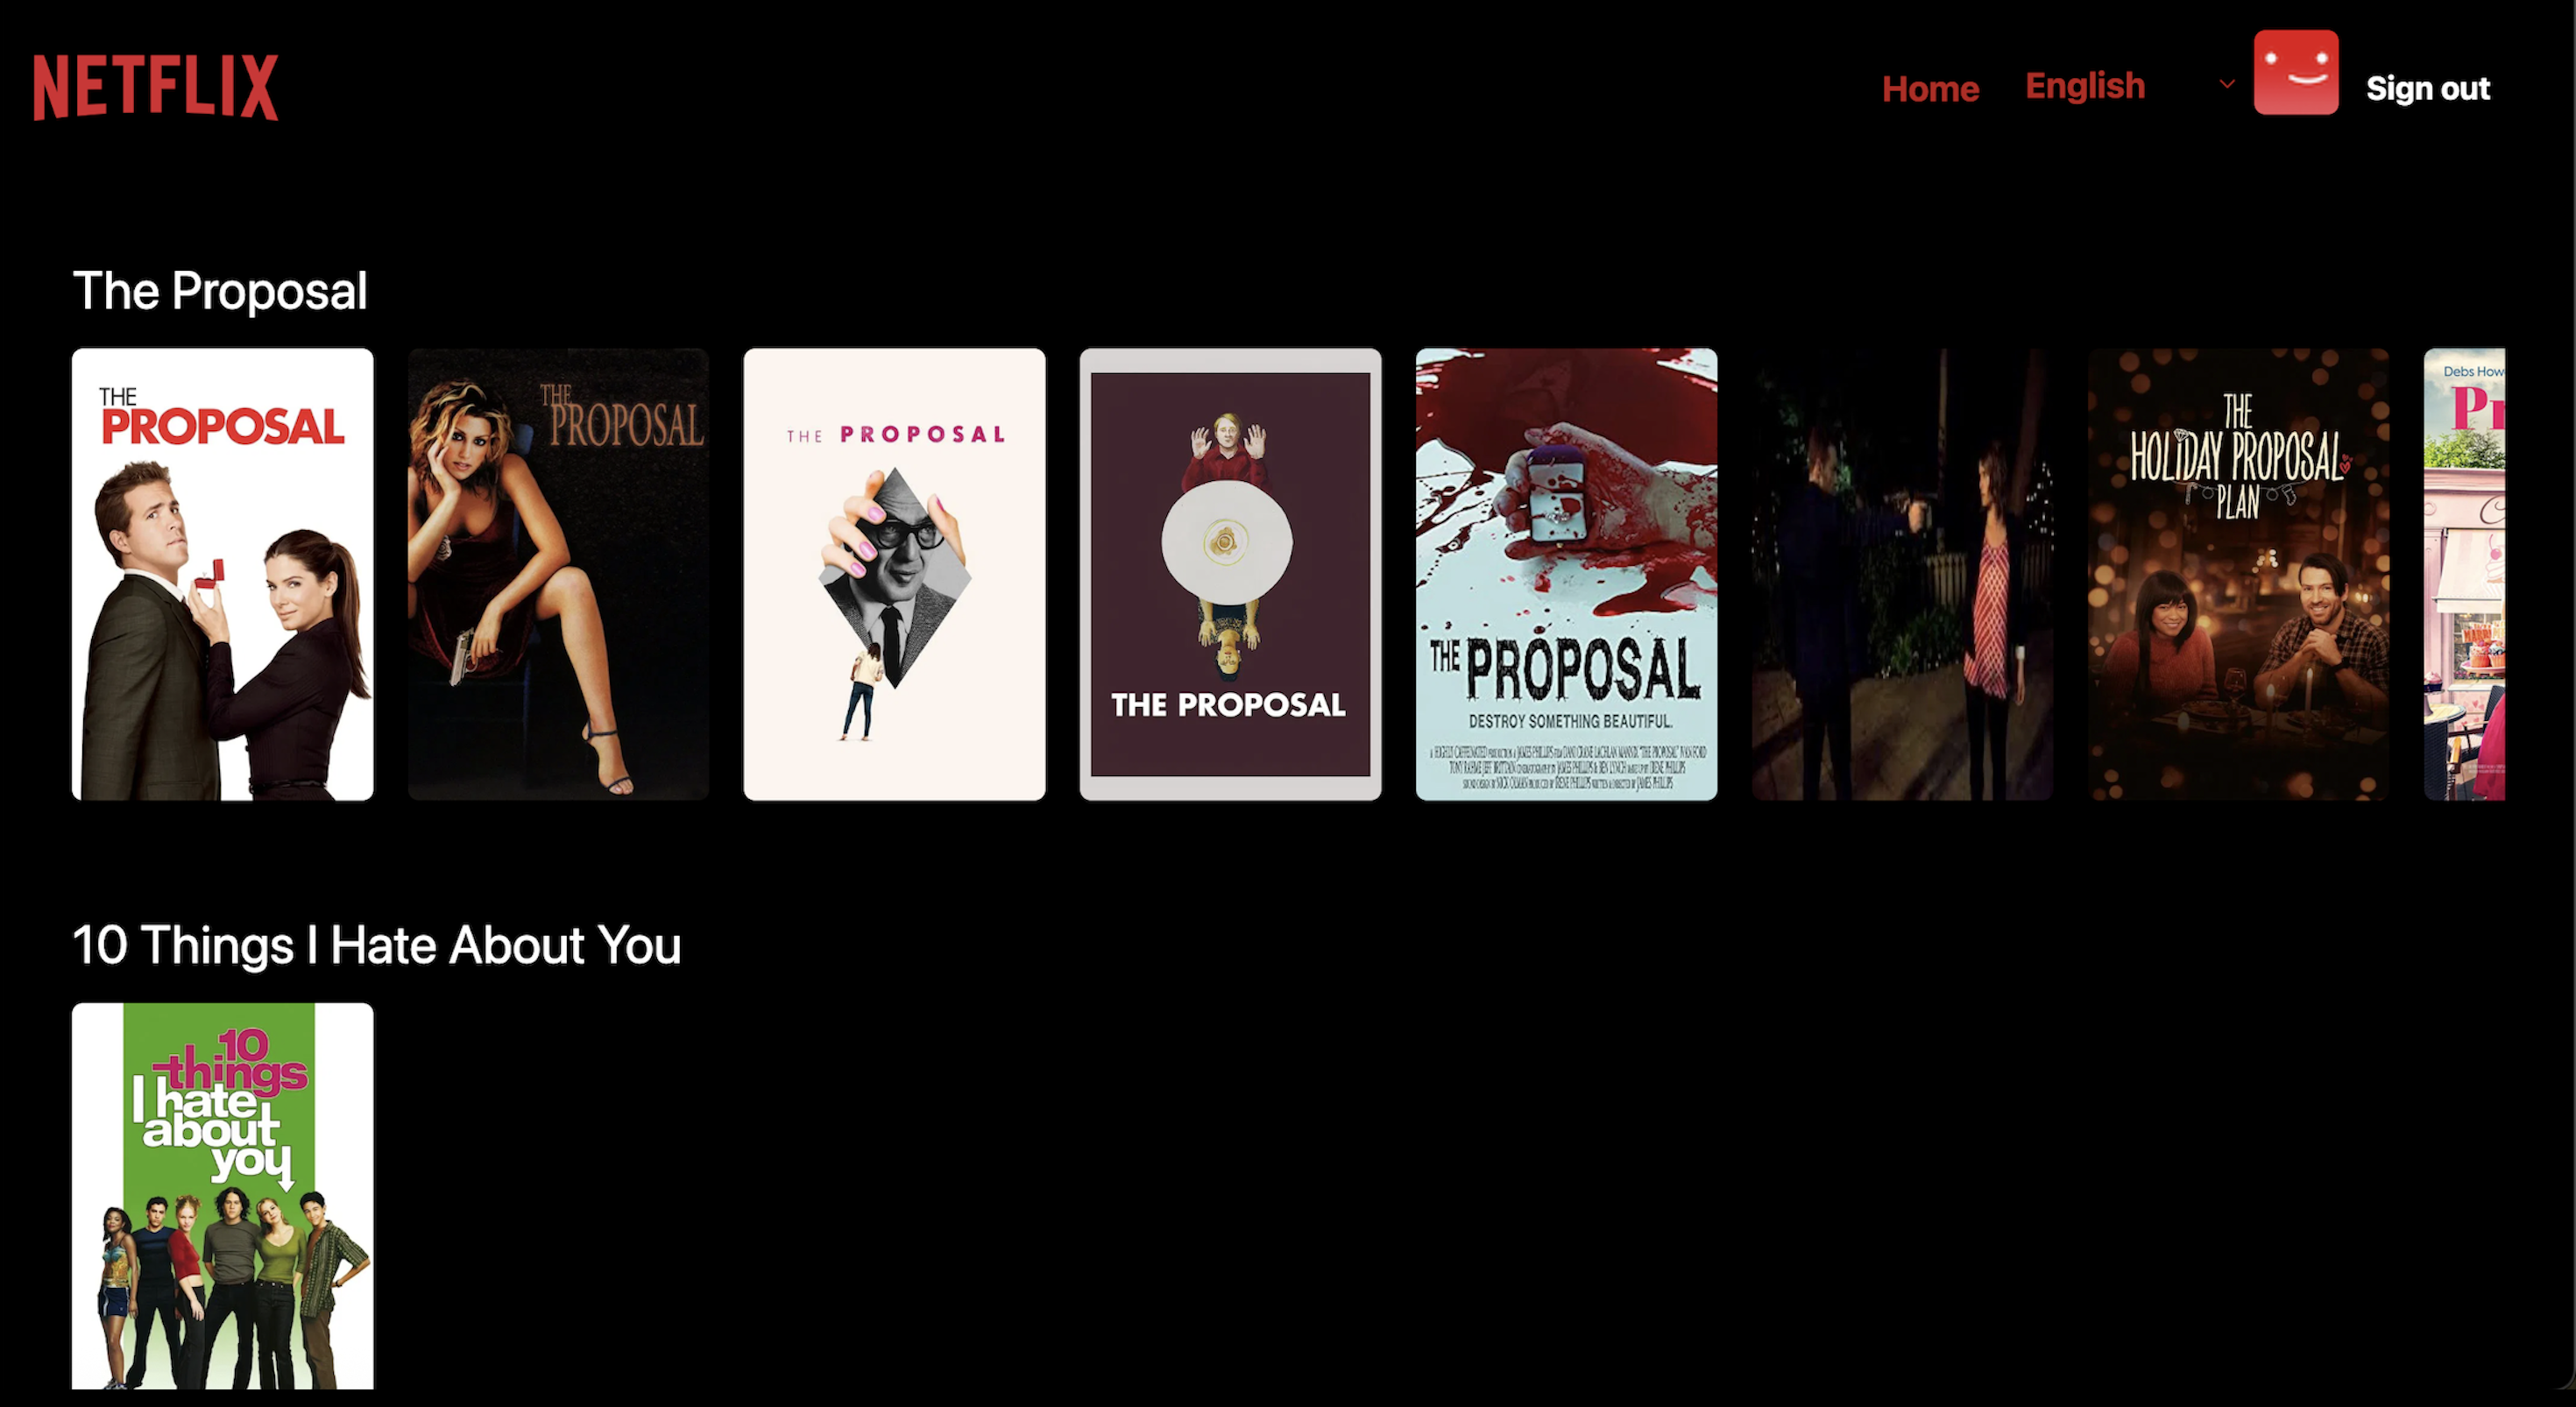 NETFLIX
Home
English
Sign out
The Proposal
THE
PROPOSAL
THE
PROPOSAL
THE PROPOSAL
THE PROPOSAL
THE PROPOSAL
DESTROY SOMETHING BEAUTIFUL.
THE
HOLIDAY PROPOSAL
PLAN
Debs How
Pr
10 Things I Hate About You
10
things
I hate
about
you